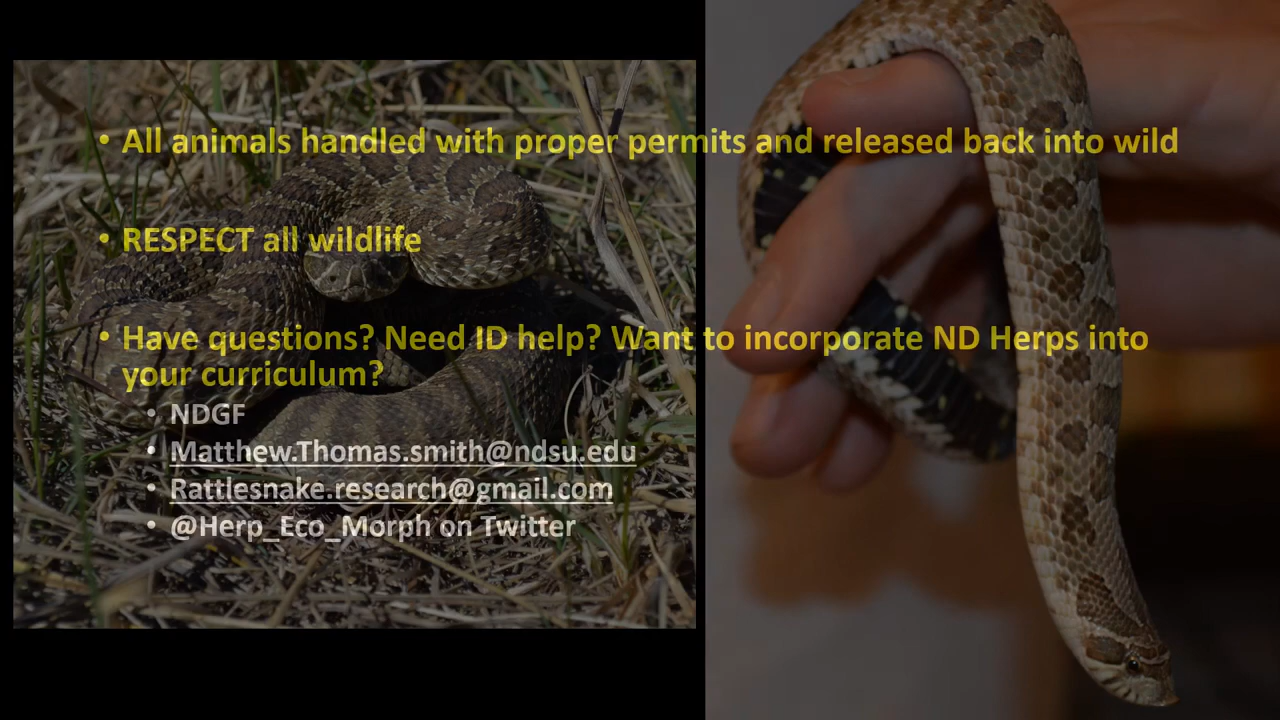 • All animals handled with proper permits and released back into wild
• RESPECT all wildlife
• Have questions? Need ID help? Want to incorporate ND Herps into
your curriculum?
• NDGF
• Matthew.Thomas.smith@ndsu.edu
• Rattlesnake.research@gmail.com
• @Herp_Eco_Morph on Twitter